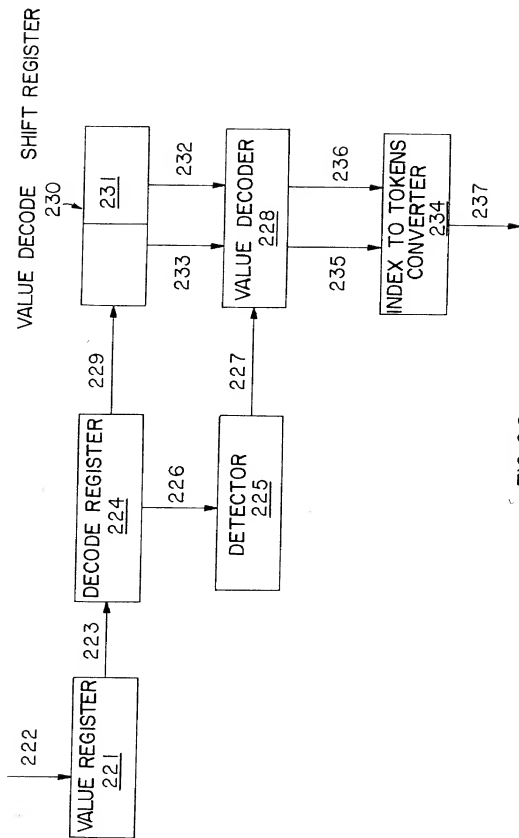 VALUE DECODE SHIFT REGISTER
230
222
VALUE REGISTER
221
223
DECODE REGISTER
224
229
231
226
DETECTOR
225
227
233
232
VALUE DECODER
228
235
236
INDEX TO TOKENS
CONVERTER
234
237